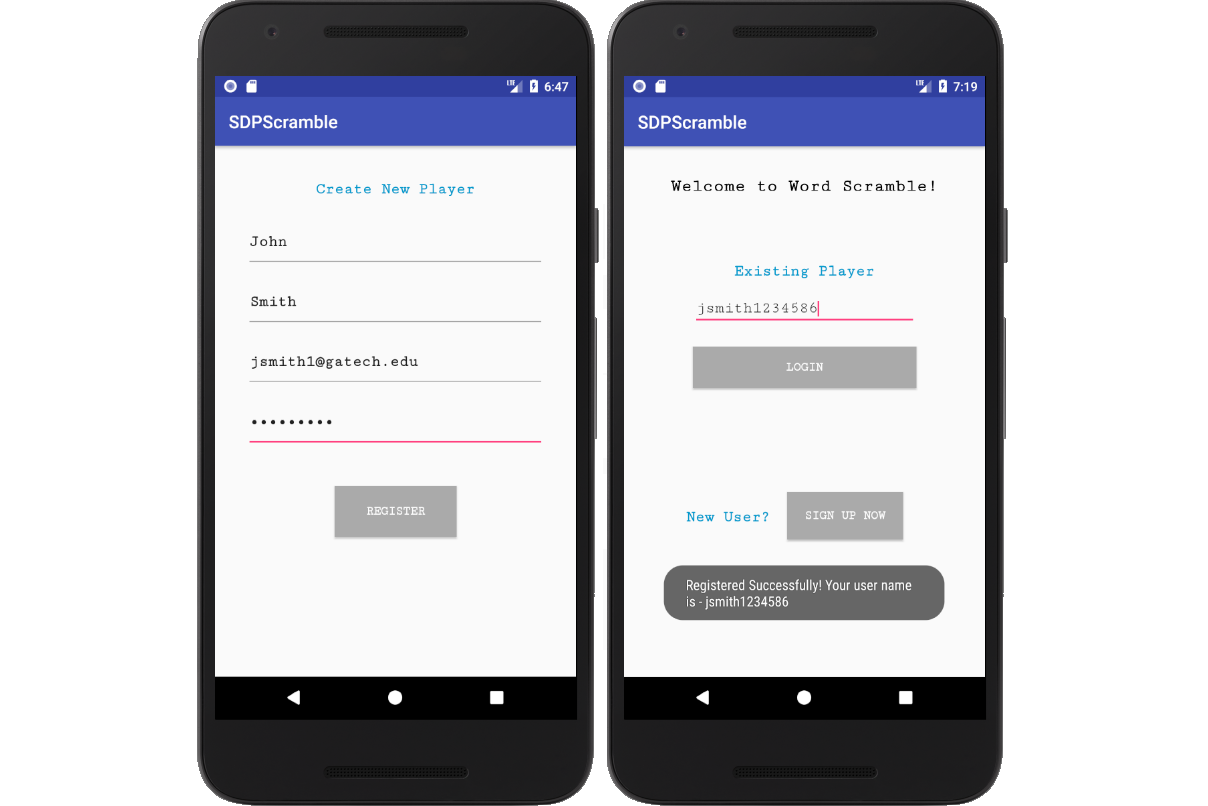 LTE 6:47
SDPScramble
Create New Player
John
Smith
jsmith1@gatech.edu
•••••••••
REGISTER
LTE 7:19
SDPScramble
Welcome to Word Scramble!
Existing Player
jsmith1234586
LOGIN
New User? SIGN UP NOW
Registered Successfully! Your user name
is - jsmith1234586